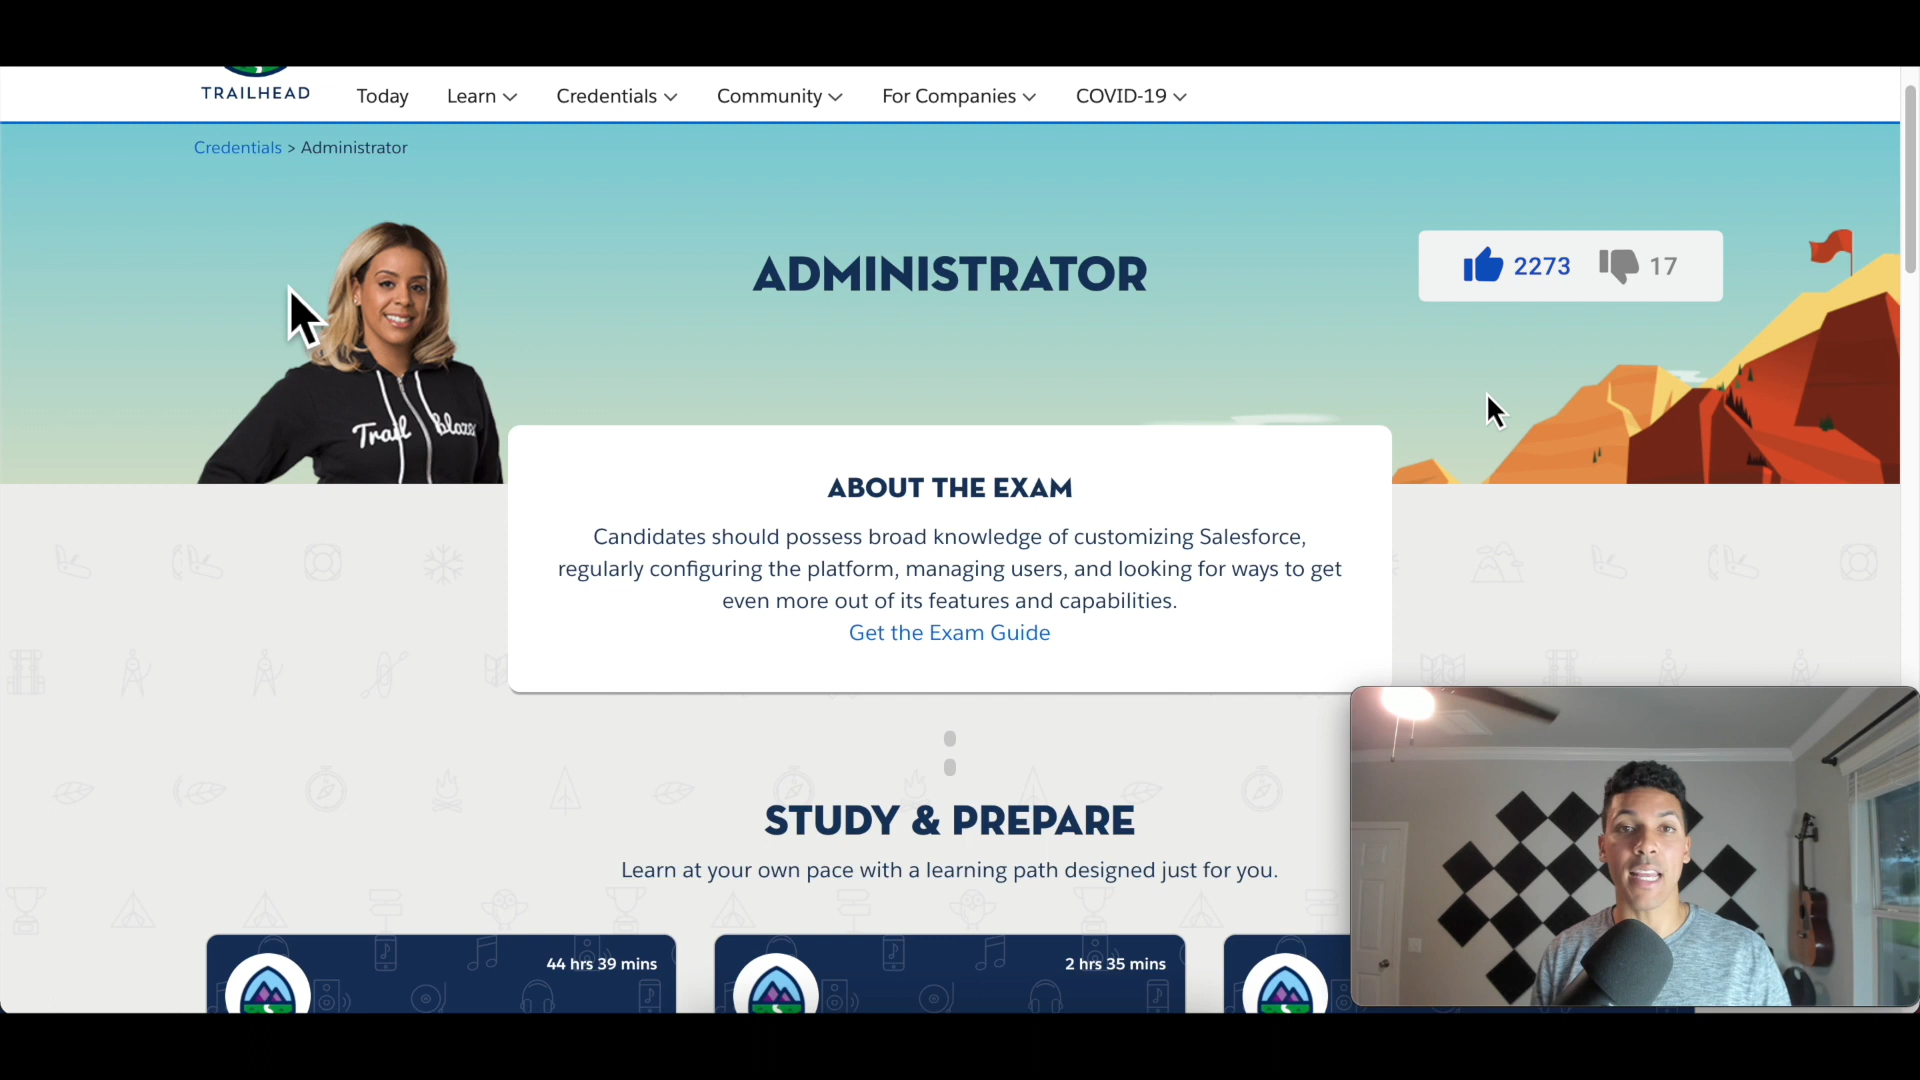 TRAILHEAD
Today
Learn
Credentials
Community
For Companies
COVID-19
Credentials > Administrator
ADMINISTRATOR
2273
17
Trail blazer
ABOUT THE EXAM
Candidates should possess broad knowledge of customizing Salesforce,
regularly configuring the platform, managing users, and looking for ways to get
even more out of its features and capabilities.
Get the Exam Guide
STUDY & PREPARE
Learn at your own pace with a learning path designed just for you.
44 hrs 39 mins
2 hrs 35 mins